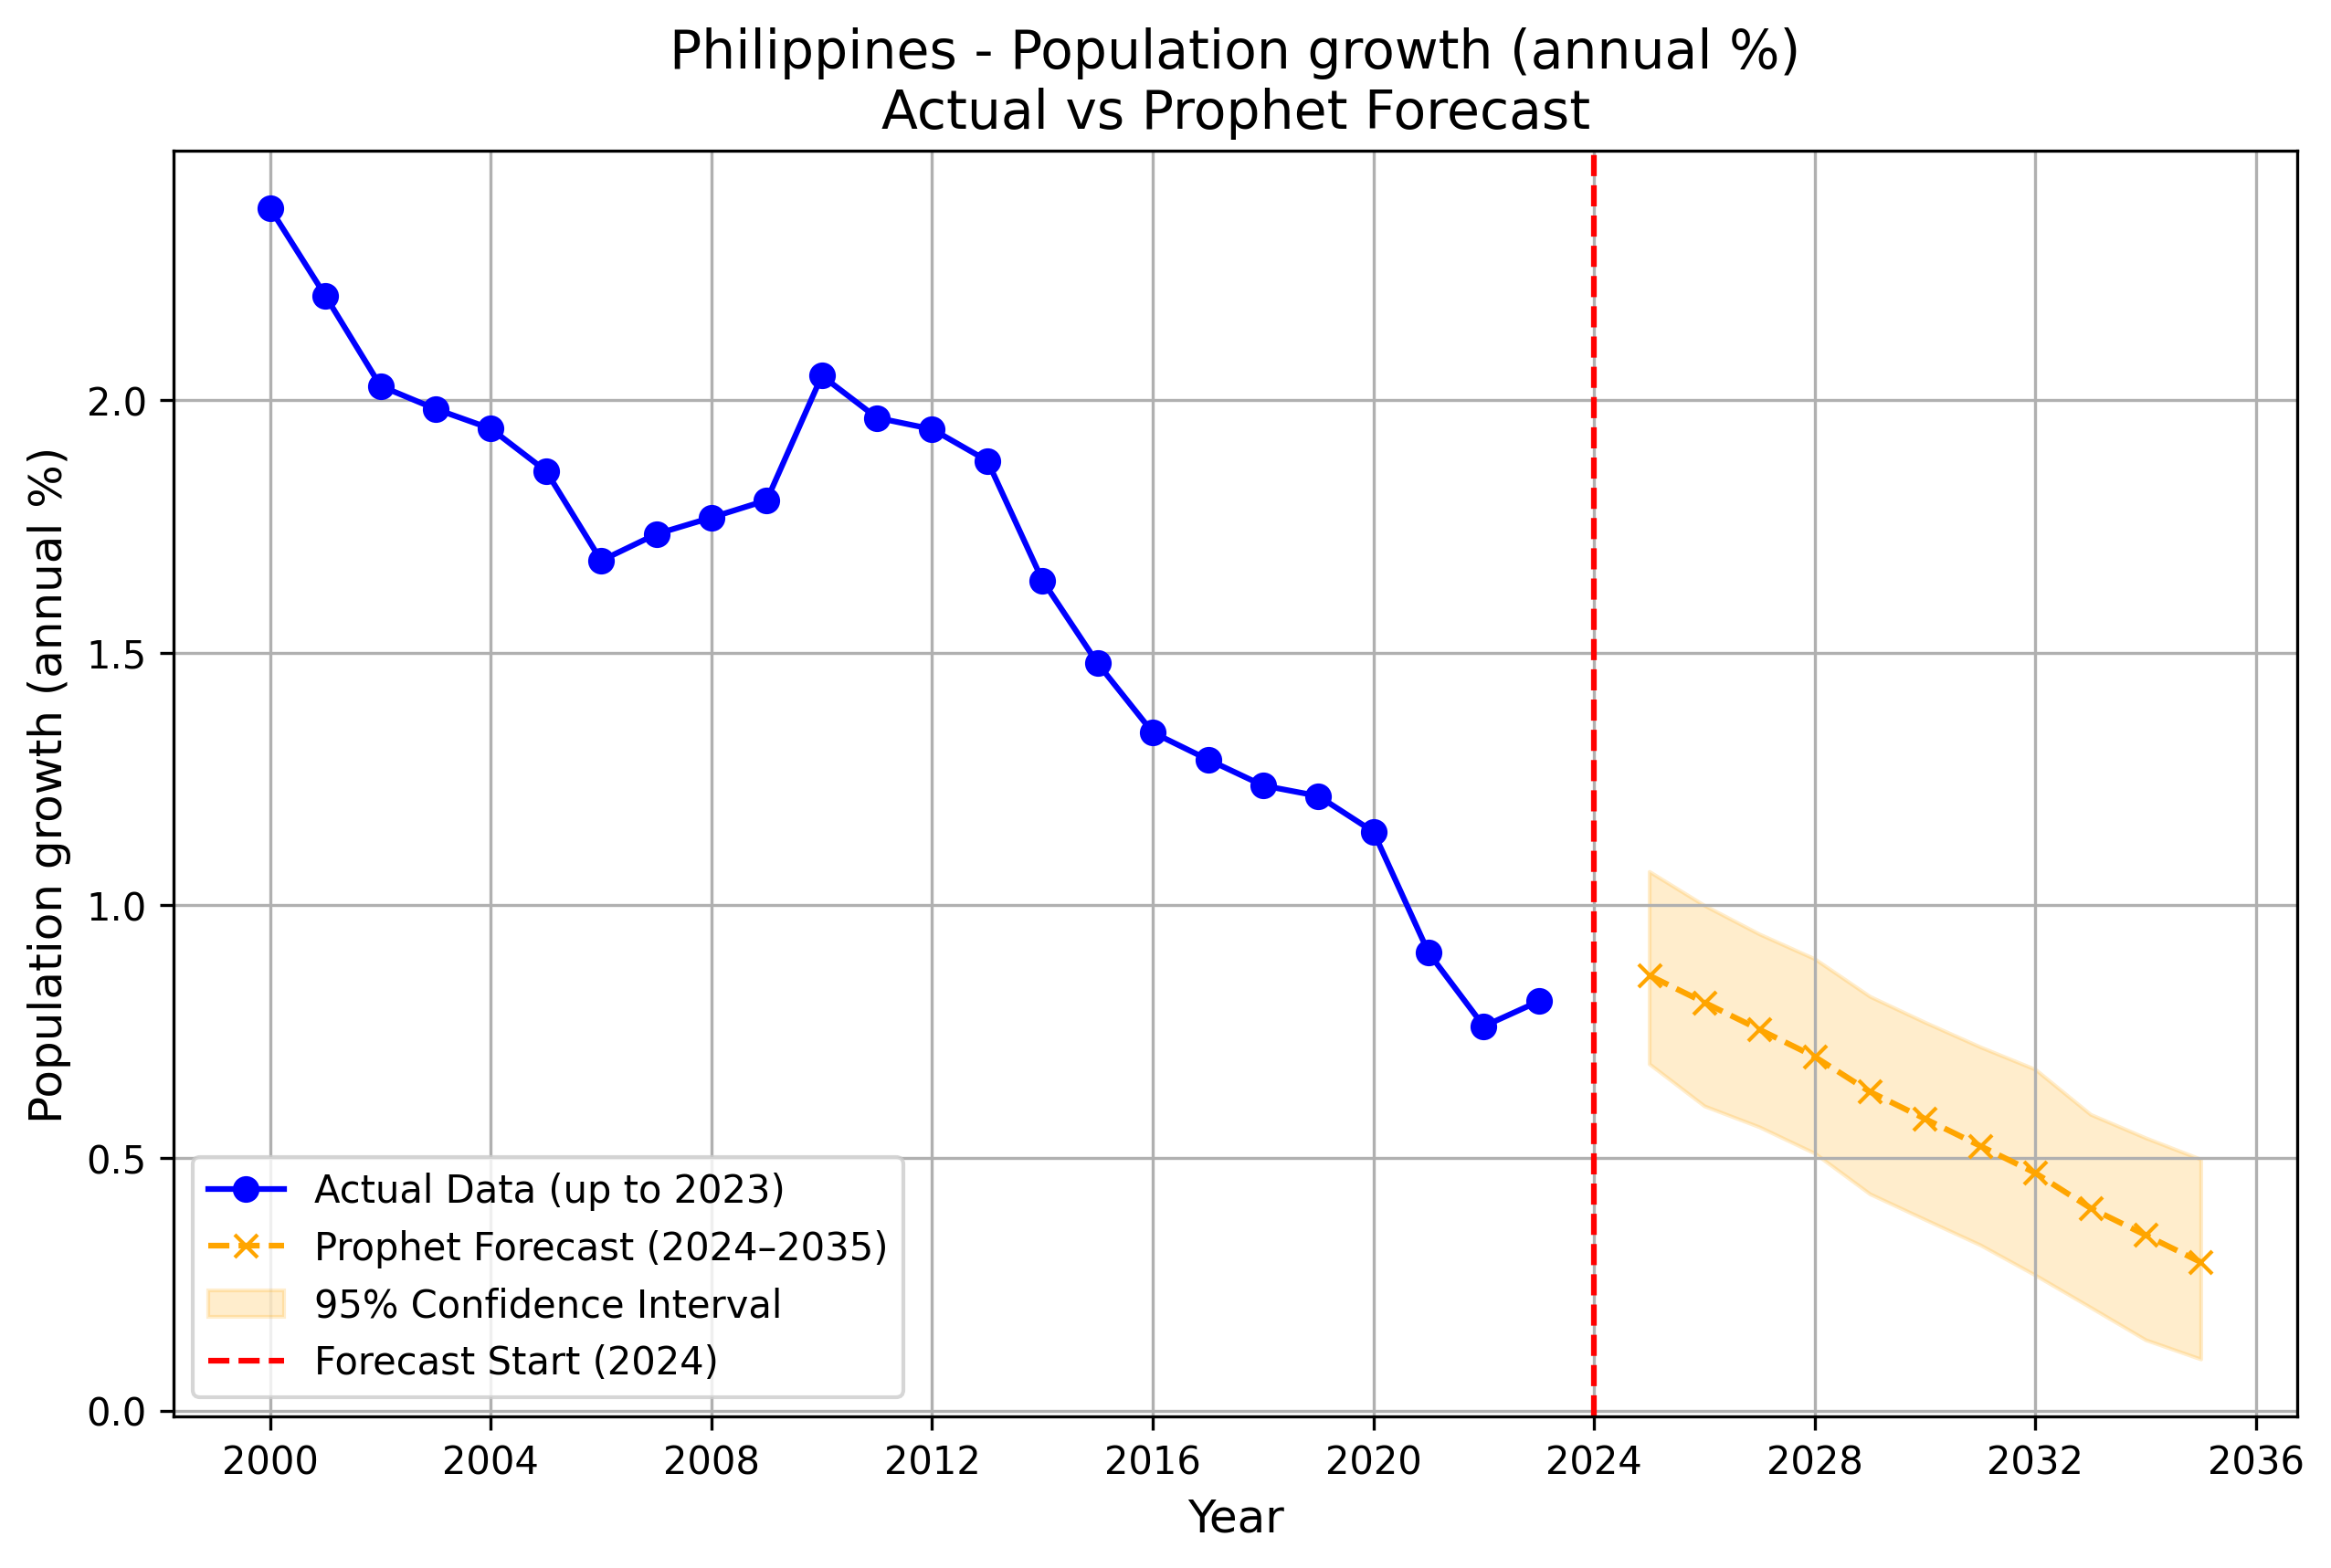 Philippines - Population growth (annual %)
Actual vs Prophet Forecast
Population growth (annual %)
2.0
1.5
1.0
0.5
0.0
Actual Data (up to 2023)
Prophet Forecast (2024–2035)
95% Confidence Interval
Forecast Start (2024)
2000 2004 2008 2012 2016 2020 2024 2028 2032 2036
Year